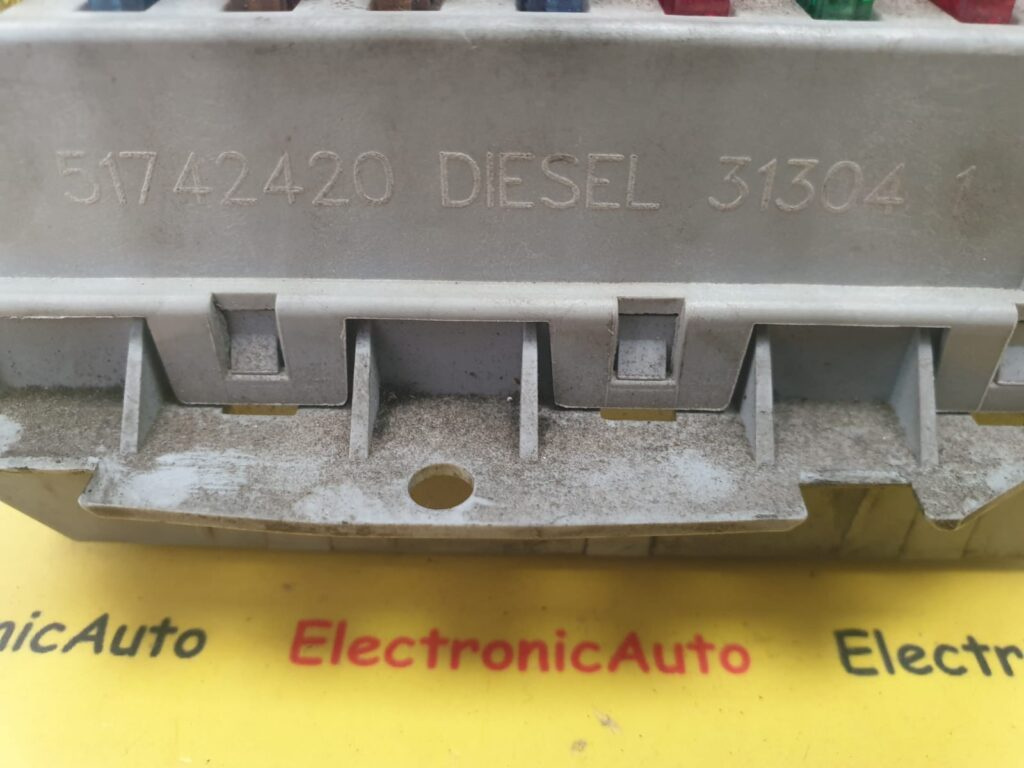 51742420 DIESEL 31304 1
nicAuto ElectronicAuto Electr